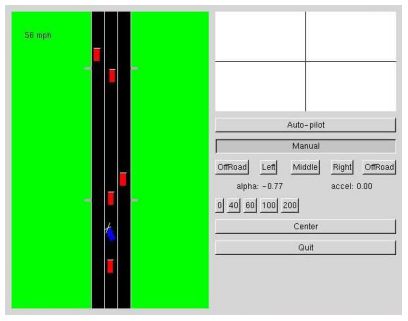 56 mph
Auto-pilot
Manual
OffRoad Left Middle Right OffRoad
alpha: -0.77 accel: 0.00
0 40 60 100 200
Center
Quit